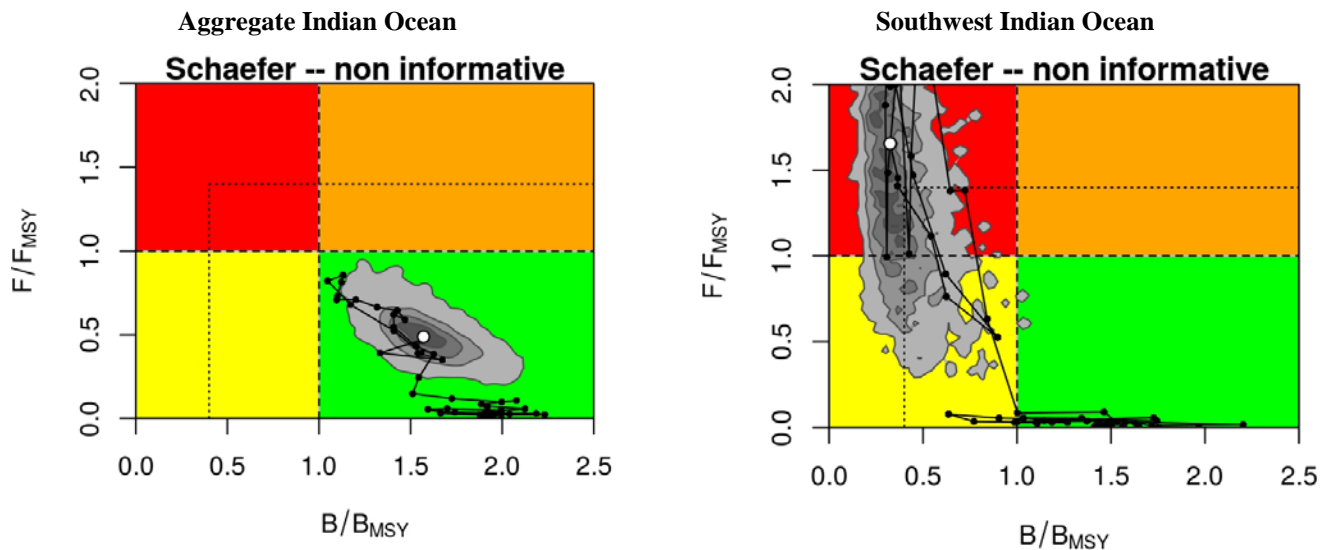 Aggregate Indian Ocean
Schaefer -- non informative
2.0
1.5
1.0
0.5
0.0
F/FMSY
0.0 0.5 1.0 1.5 2.0 2.5
B/BMSY
Southwest Indian Ocean
Schaefer -- non informative
2.0
1.5
1.0
0.5
0.0
F/FMSY
0.0 0.5 1.0 1.5 2.0 2.5
B/BMSY